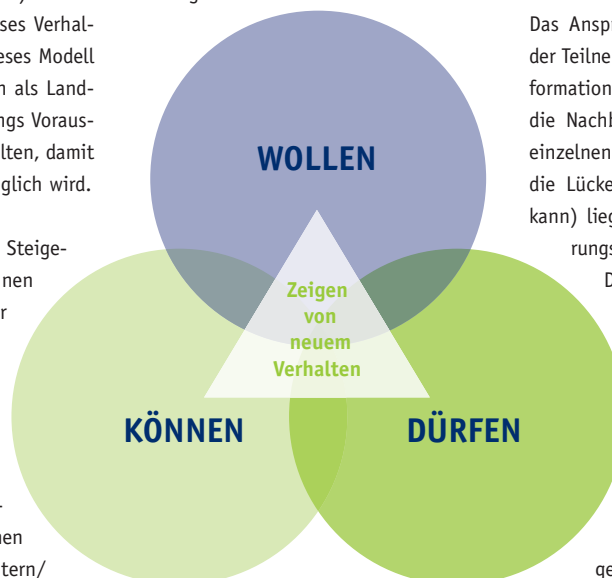 ses Verhal-
eses Modell
n als Land-
ngs Voraus-
lten, damit
glich wird.
Steige-
nen
r
nen
tern/
WOLLEN
Zeigen
von
neuem
Verhalten
KÖNNEN
DÜRFEN
Das Anspr
der Teilne
formation
die Nachb
einzelnen
die Lücke
kann) lieg
rungs
D
ge